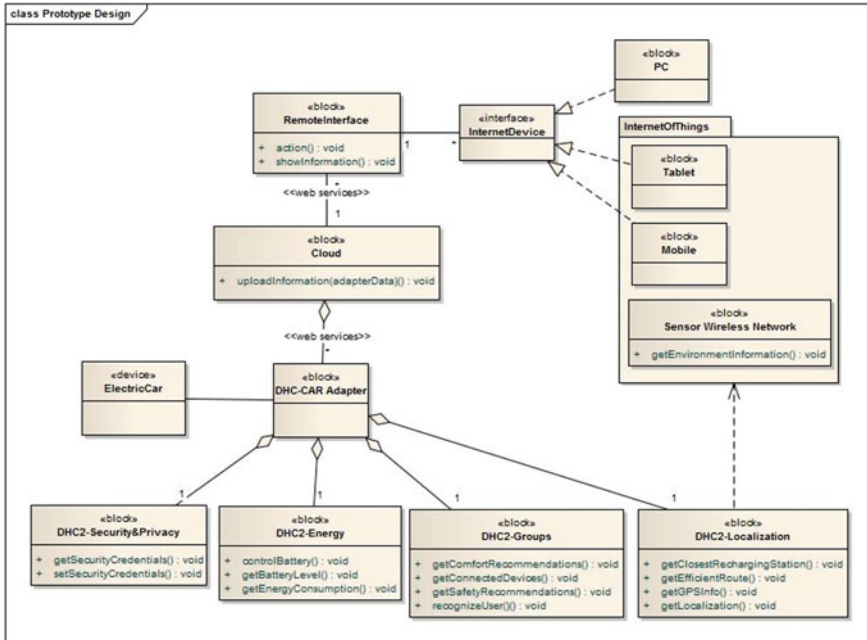 class Prototype Design
«block»
PC
«block»
RemoteInterface
+ action() : void
+ showInformation() : void
1
*
«interface»
InternetDevice
InternetOfThings
«block»
Tablet
«block»
Mobile
«block»
Sensor Wireless Network
+ getEnvironmentInformation() : void
*
<<web services>>
1
«block»
Cloud
+ uploadInformation(adapterData)() : void
<<web services>>
*
«device»
ElectricCar
«block»
DHC-CAR Adapter
1
1
1
1
«block»
DHC2-Security&Privacy
+ getSecurityCredentials() : void
+ setSecurityCredentials() : void
«block»
DHC2-Energy
+ controlBattery() : void
+ getBatteryLevel() : void
+ getEnergyConsumption() : void
«block»
DHC2-Groups
+ getComfortRecommendations() : void
+ getConnectedDevices() : void
+ getSafetyRecommendations() : void
+ recognizeUser()() : void
«block»
DHC2-Localization
+ getClosestRechargingStation() : void
+ getEfficientRoute() : void
+ getGPSInfo() : void
+ getLocalization() : void